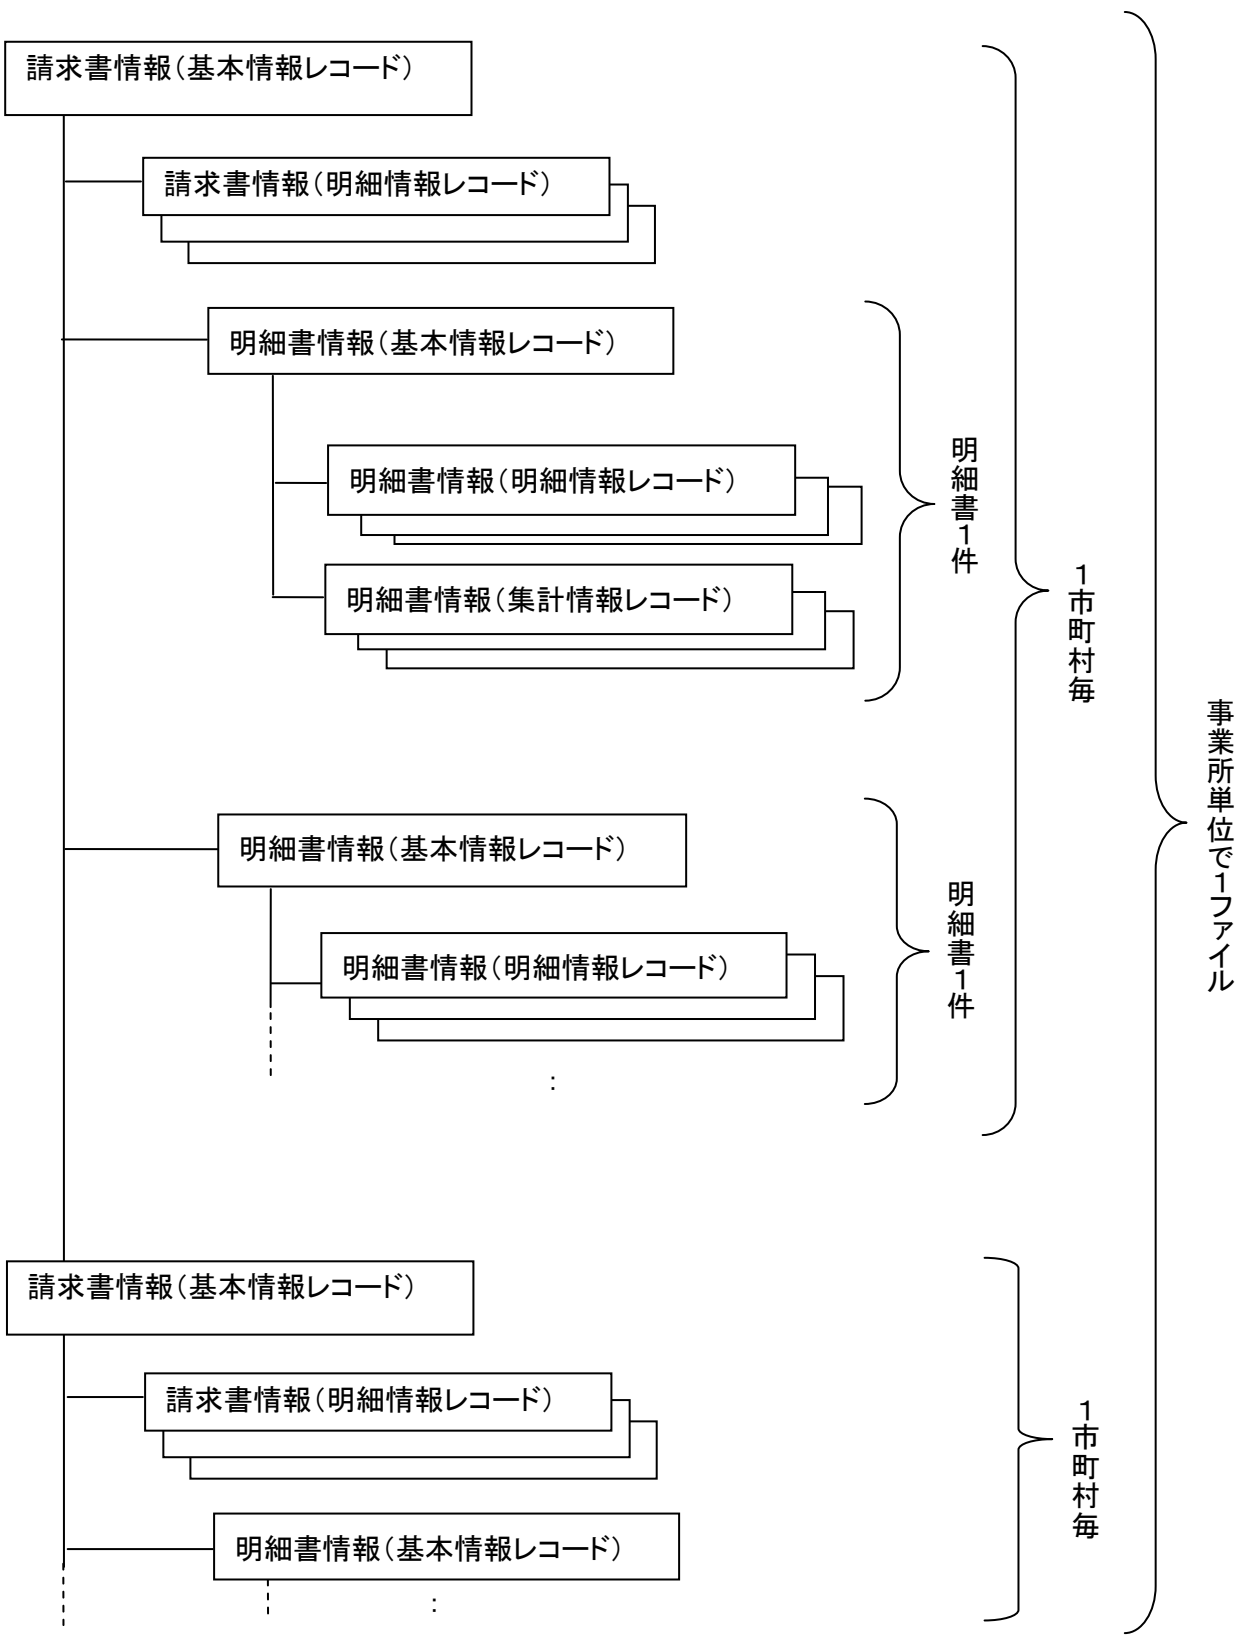 請求書情報(基本情報レコード)
請求書情報(明細情報レコード)
明細書情報(基本情報レコード)
明細書情報(明細情報レコード)
明細書情報(集計情報レコード)
明細書1件
1市町村毎
事業所単位で1ファイル
明細書情報(基本情報レコード)
明細書情報(明細情報レコード)
:
明細書1件
請求書情報(基本情報レコード)
請求書情報(明細情報レコード)
明細書情報(基本情報レコード)
:
1市町村毎